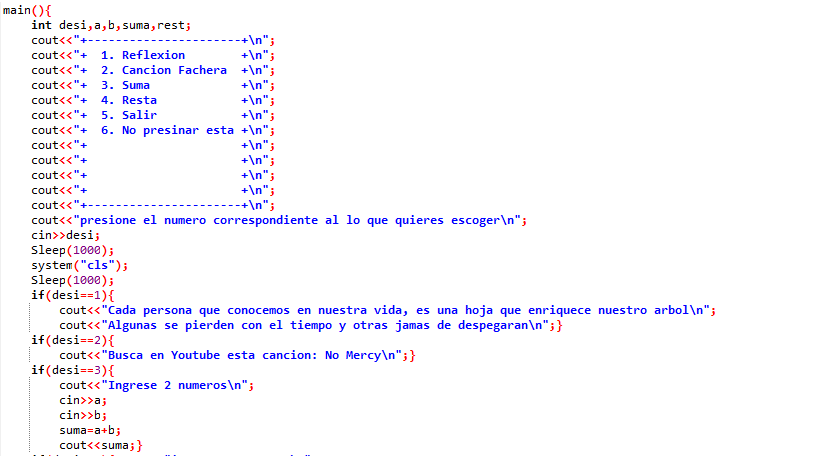 main(){
int desi,a,b,suma,rest;
cout<<"+----------------------+\n";
cout<<"+  1. Reflexion        +\n";
cout<<"+  2. Cancion Fachera  +\n";
cout<<"+  3. Suma             +\n";
cout<<"+  4. Resta            +\n";
cout<<"+  5. Salir            +\n";
cout<<"+  6. No presinar esta +\n";
cout<<"+                      +\n";
cout<<"+                      +\n";
cout<<"+                      +\n";
cout<<"+                      +\n";
cout<<"+----------------------+\n";
cout<<"presione el numero correspondiente al lo que quieres escoger\n";
cin>>desi;
Sleep(1000);
system("cls");
Sleep(1000);
if(desi==1){
cout<<"Cada persona que conocemos en nuestra vida, es una hoja que enriquece nuestro arbol\n";
cout<<"Algunas se pierden con el tiempo y otras jamas de despegaran\n";}
if(desi==2){
cout<<"Busca en Youtube esta cancion: No Mercy\n";}
if(desi==3){
cout<<"Ingrese 2 numeros\n";
cin>>a;
cin>>b;
suma=a+b;
cout<<suma;}